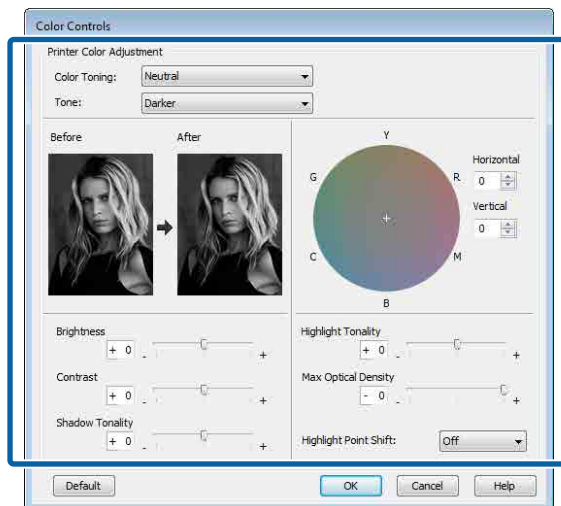 Color Controls
Printer Color Adjustment
Color Toning: Neutral
Tone: Darker
Before After
Y
G R
C M
B
Horizontal
0
Vertical
0
Brightness
+ 0 - +
Contrast
+ 0 - +
Shadow Tonality
+ 0 - +
Highlight Tonality
+ 0 - +
Max Optical Density
- 0 - +
Highlight Point Shift: Off
Default OK Cancel Help